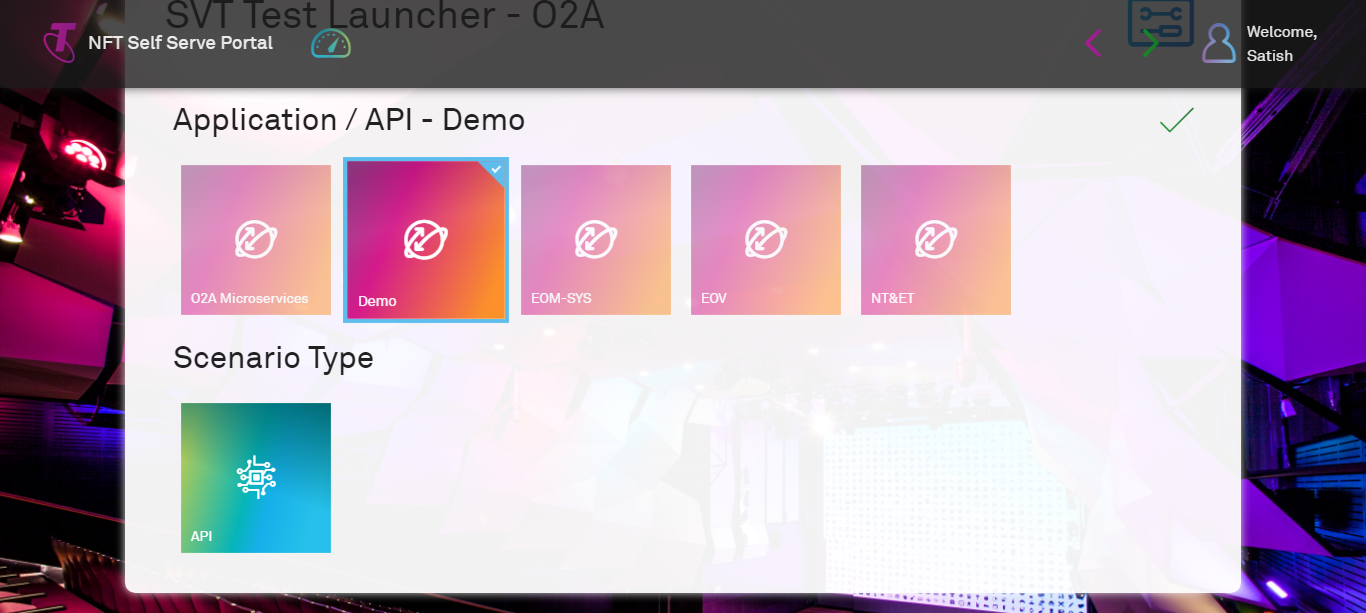 SVT Test Launcher - O2A
NFT Self Serve Portal
Welcome,
Satish
Application / API - Demo
O2A Microservices
Demo
EOM-SYS
EOV
NT&ET
Scenario Type
API